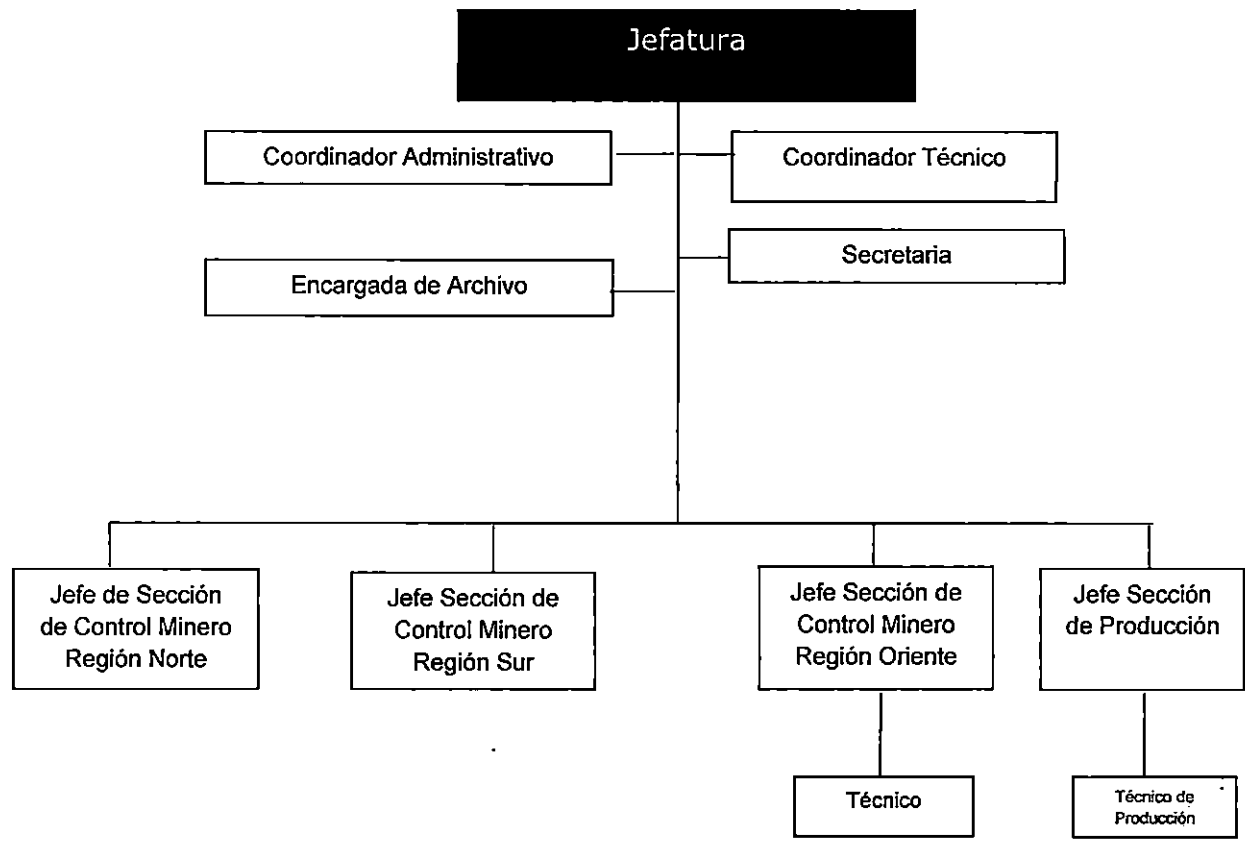 Jefatura
Coordinador Administrativo
Coordinador Técnico
Secretaria
Encargada de Archivo
Jefe de Sección
de Control Minero
Región Norte
Jefe Sección de
Control Minero
Región Sur
Jefe Sección de
Control Minero
Región Oriente
Jefe Sección
de Producción
Técnico
Técnico de
Producción